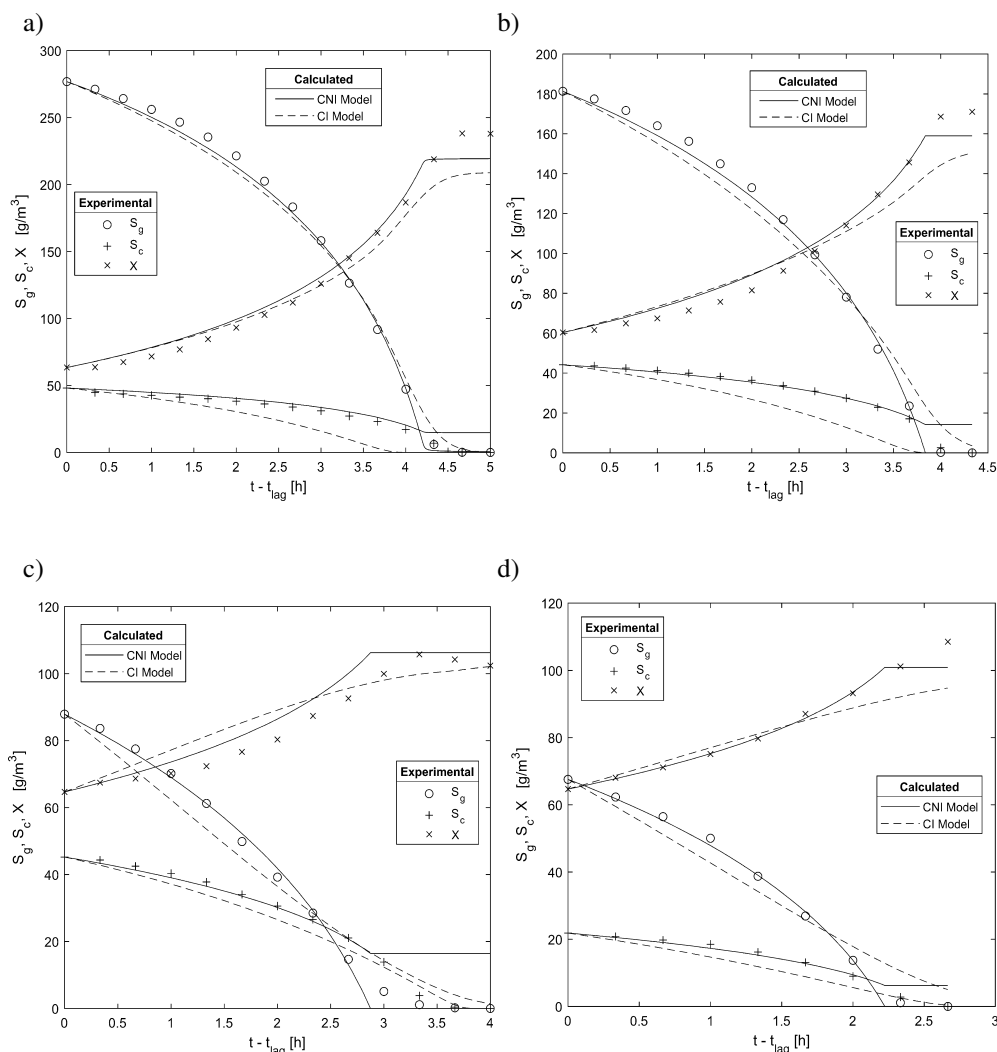 a)
300
250
200
150
100
50
0
S_g, S_c, X [g/m³]
0 0.5 1 1.5 2 2.5 3 3.5 4 4.5 5
t - t_lag [h]
Calculated
CNI Model
CI Model
Experimental
S_g
S_c
X
b)
200
180
160
140
120
100
80
60
40
20
0
S_g, S_c, X [g/m³]
0 0.5 1 1.5 2 2.5 3 3.5 4 4.5
t - t_lag [h]
Calculated
CNI Model
CI Model
Experimental
S_g
S_c
X
c)
120
100
80
60
40
20
0
S_g, S_c, X [g/m³]
0 0.5 1 1.5 2 2.5 3 3.5 4
t - t_lag [h]
Calculated
CNI Model
CI Model
Experimental
S_g
S_c
X
d)
120
100
80
60
40
20
0
S_g, S_c, X [g/m³]
0 0.5 1 1.5 2 2.5 3
t - t_lag [h]
Experimental
S_g
S_c
X
Calculated
CNI Model
CI Model